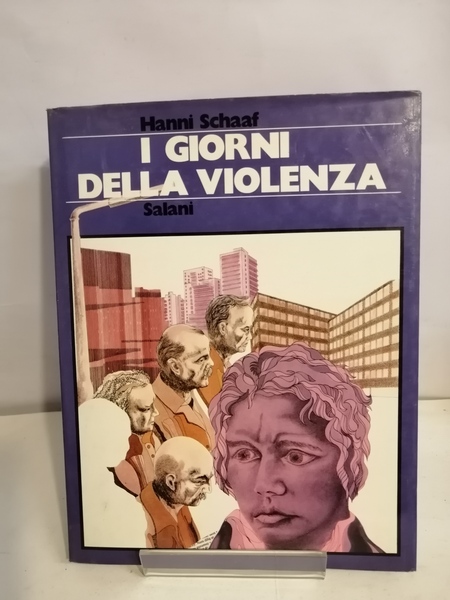 Hanni Schaaf
I GIORNI
DELLA VIOLENZA
Salani